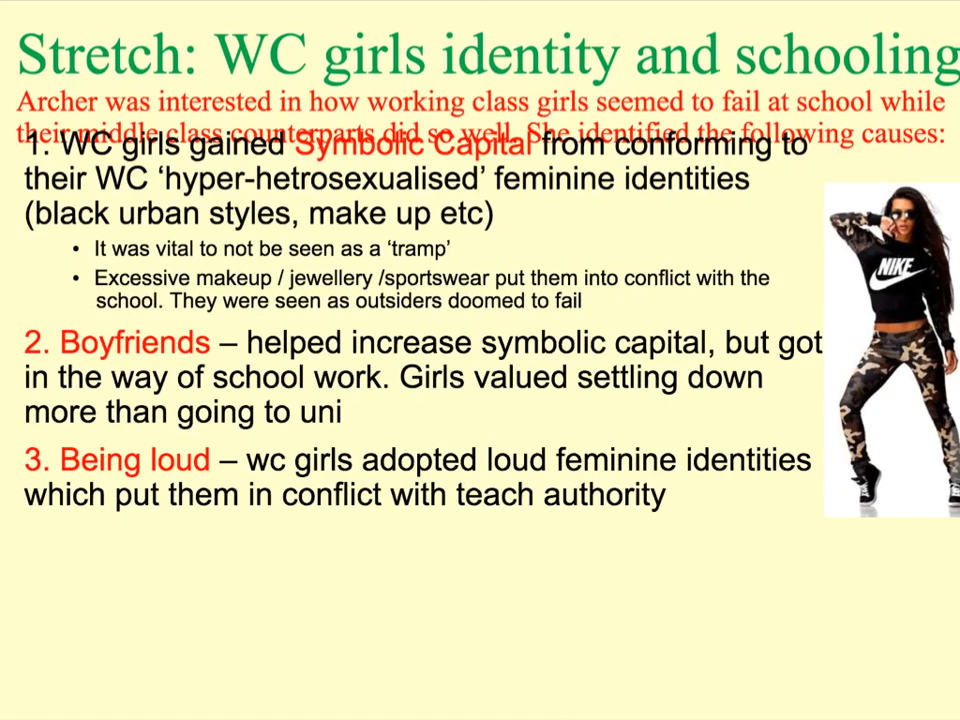 Stretch: WC girls identity and schooling
Archer was interested in how working class girls seemed to fail at school while
their middle class counterparts did so well. She identified the following causes:
1. WC girls gained Symbolic Capital from conforming to
their WC ‘hyper-hetrosexualised’ feminine identities
(black urban styles, make up etc)
• It was vital to not be seen as a ‘tramp’
• Excessive makeup / jewellery /sportswear put them into conflict with the
school. They were seen as outsiders doomed to fail
NIKE
2. Boyfriends – helped increase symbolic capital, but got
in the way of school work. Girls valued settling down
more than going to uni
3. Being loud – wc girls adopted loud feminine identities
which put them in conflict with teach authority